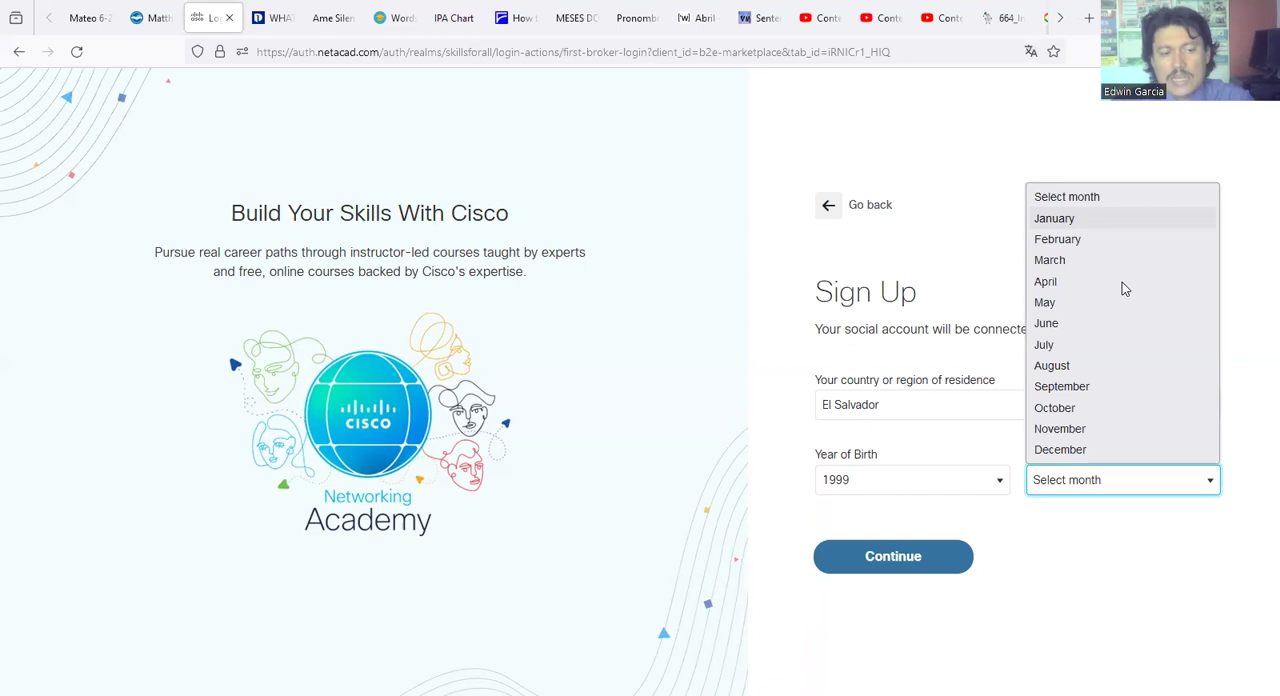 Mateo 6-
Matth
Lo
WHA
Ame Silen
Word
IPA Chart
How
MESES DO
Pronomb
Abril
Sente
Conte
Conte
Conte
664_I
https://auth.netacad.com/auth/realms/skillsforall/login-actions/first-broker-login?client_id=b2e-marketplace&tab_id=iRNICr1_HIQ
Edwin Garcia
Build Your Skills With Cisco
Pursue real career paths through instructor-led courses taught by experts
and free, online courses backed by Cisco's expertise.
CISCO
Networking
Academy
Go back
Sign Up
Your social account will be connecte
Your country or region of residence
El Salvador
Year of Birth
1999
Select month
January
February
March
April
May
June
July
August
September
October
November
December
Select month
Continue